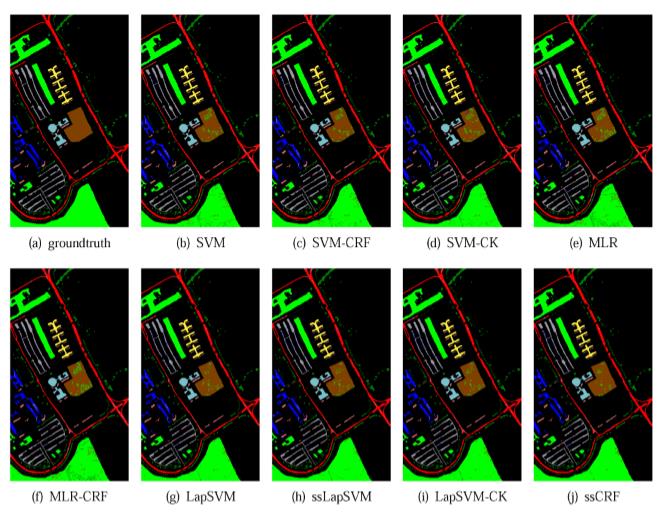 (a) groundtruth
(b) SVM
(c) SVM-CRF
(d) SVM-CK
(e) MLR
(f) MLR-CRF
(g) LapSVM
(h) ssLapSVM
(i) LapSVM-CK
(j) ssCRF